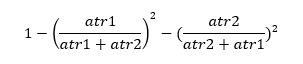 1 − (atr1 / (atr1 + atr2))² − (atr2 / (atr2 + atr1))²